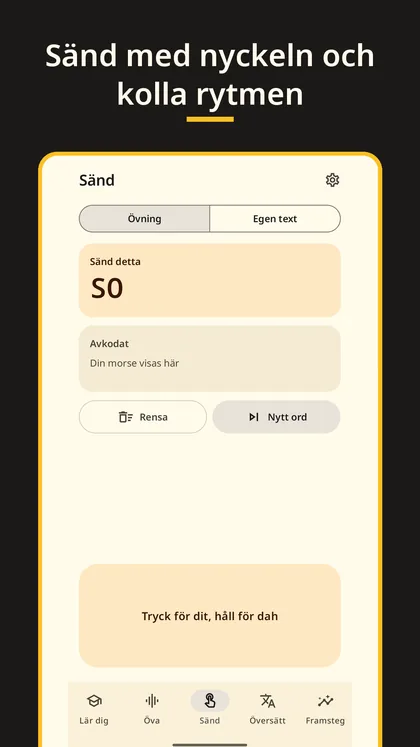 Sänd med nyckeln och
kolla rytmen
Sänd
Övning
Egen text
Sänd detta
SO
Avkodat
Din morse visas här
Rensa
Nytt ord
Tryck för dit, håll för dah
Lär dig
Öva
Sänd
Översätt
Framsteg